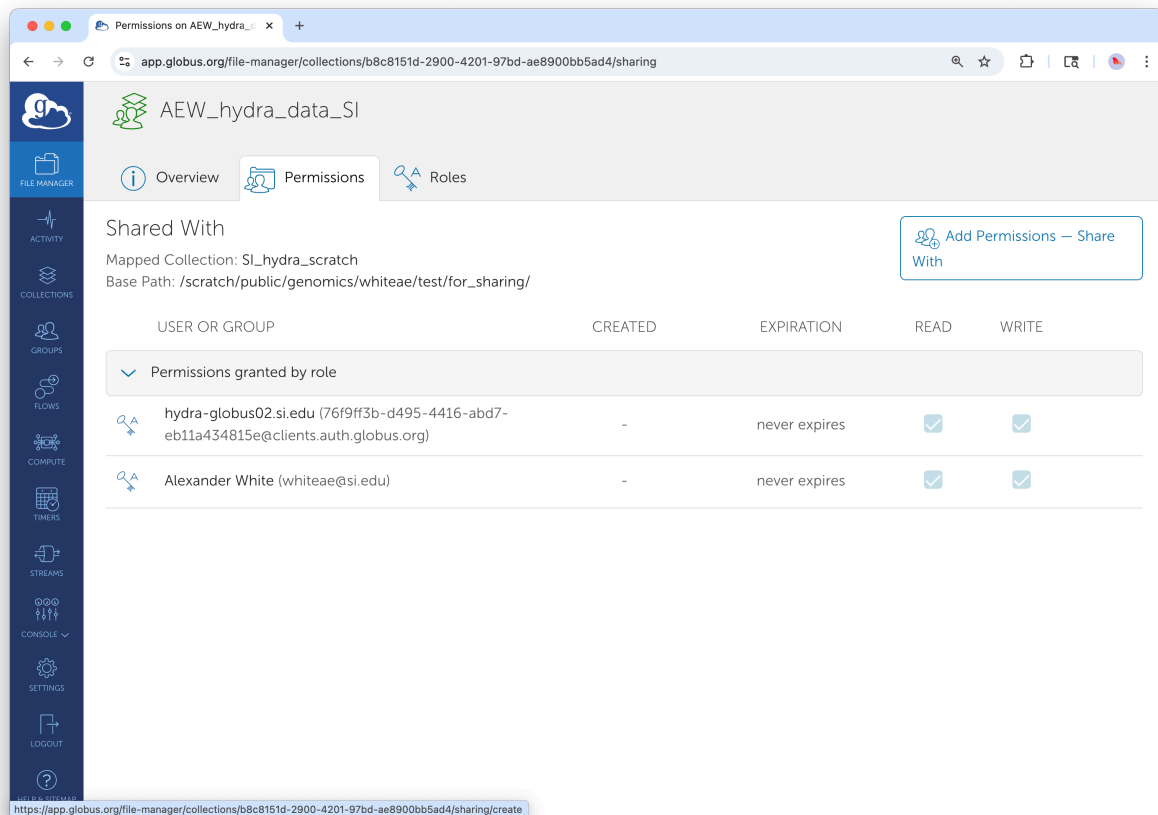 Permissions on AEW_hydra_d
app.globus.org/file-manager/collections/b8c8151d-2900-4201-97bd-ae8900bb5ad4/sharing
g
AEW_hydra_data_SI
FILE MANAGER
Overview
Permissions
Roles
ACTIVITY
Shared With
Add Permissions — Share
With
Mapped Collection: SI_hydra_scratch
Base Path: /scratch/public/genomics/whiteae/test/for_sharing/
COLLECTIONS
GROUPS
USER OR GROUP CREATED EXPIRATION READ WRITE
Permissions granted by role
FLOWS
hydra-globus02.si.edu (76f9ff3b-d495-4416-abd7-
eb11a434815e@clients.auth.globus.org)
- never expires
COMPUTE
Alexander White (whiteae@si.edu) - never expires
TIMERS
STREAMS
CONSOLE
SETTINGS
LOGOUT
HELP & SITEMAP
https://app.globus.org/file-manager/collections/b8c8151d-2900-4201-97bd-ae8900bb5ad4/sharing/create